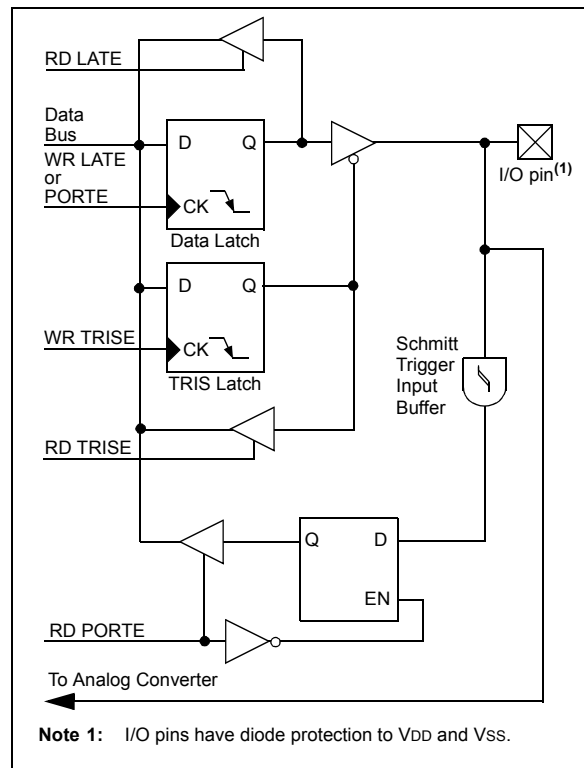 RD LATE
Data
Bus
WR LATE
or
PORTE
D Q
CK
Data Latch
I/O pin(1)
D Q
WR TRISE
CK
TRIS Latch
Schmitt
Trigger
Input
Buffer
RD TRISE
Q D
EN
RD PORTE
To Analog Converter
Note 1: I/O pins have diode protection to VDD and VSS.